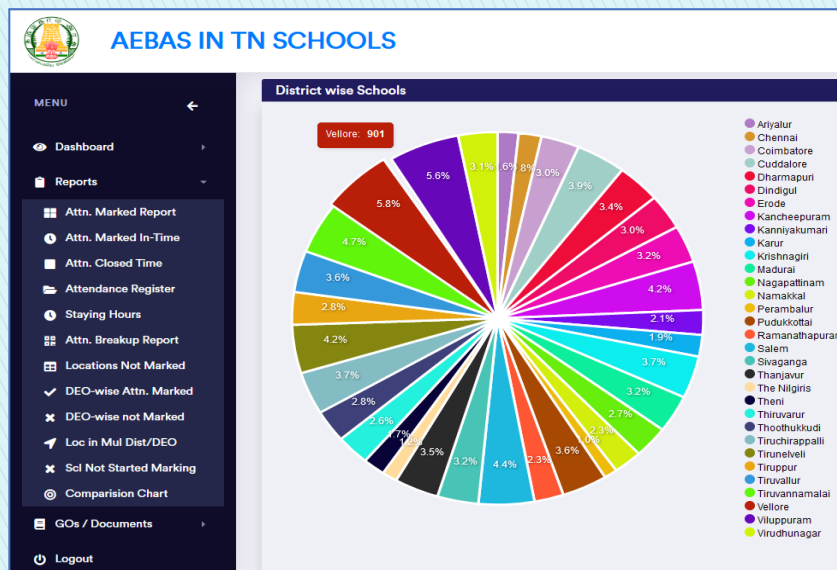 AEBAS IN TN SCHOOLS
MENU
Dashboard
Reports
Attn. Marked Report
Attn. Marked In-Time
Attn. Closed Time
Attendance Register
Staying Hours
Attn. Breakup Report
Locations Not Marked
DEO-wise Attn. Marked
DEO-wise not Marked
Loc in Mul Dist/DEO
Scl Not Started Marking
Comparision Chart
GOs / Documents
Logout
District wise Schools
Vellore: 901
.6%
.8%
3.0%
3.9%
3.4%
3.0%
3.2%
4.2%
2.1%
1.9%
3.7%
3.2%
2.7%
2.3%
1.0%
3.6%
2.3%
4.4%
3.2%
3.5%
1.7%
2.6%
2.8%
3.7%
4.2%
2.8%
3.6%
4.7%
5.8%
5.6%
3.1%
Ariyalur
Chennai
Coimbatore
Cuddalore
Dharmapuri
Dindigul
Erode
Kancheepuram
Kanniyakumari
Karur
Krishnagiri
Madurai
Nagapattinam
Namakkal
Perambalur
Pudukkottai
Ramanathapuram
Salem
Sivaganga
Thanjavur
The Nilgiris
Theni
Thiruvarur
Thoothukkudi
Tiruchirappalli
Tirunelveli
Tiruppur
Tiruvallur
Tiruvannamalai
Vellore
Viluppuram
Virudhunagar